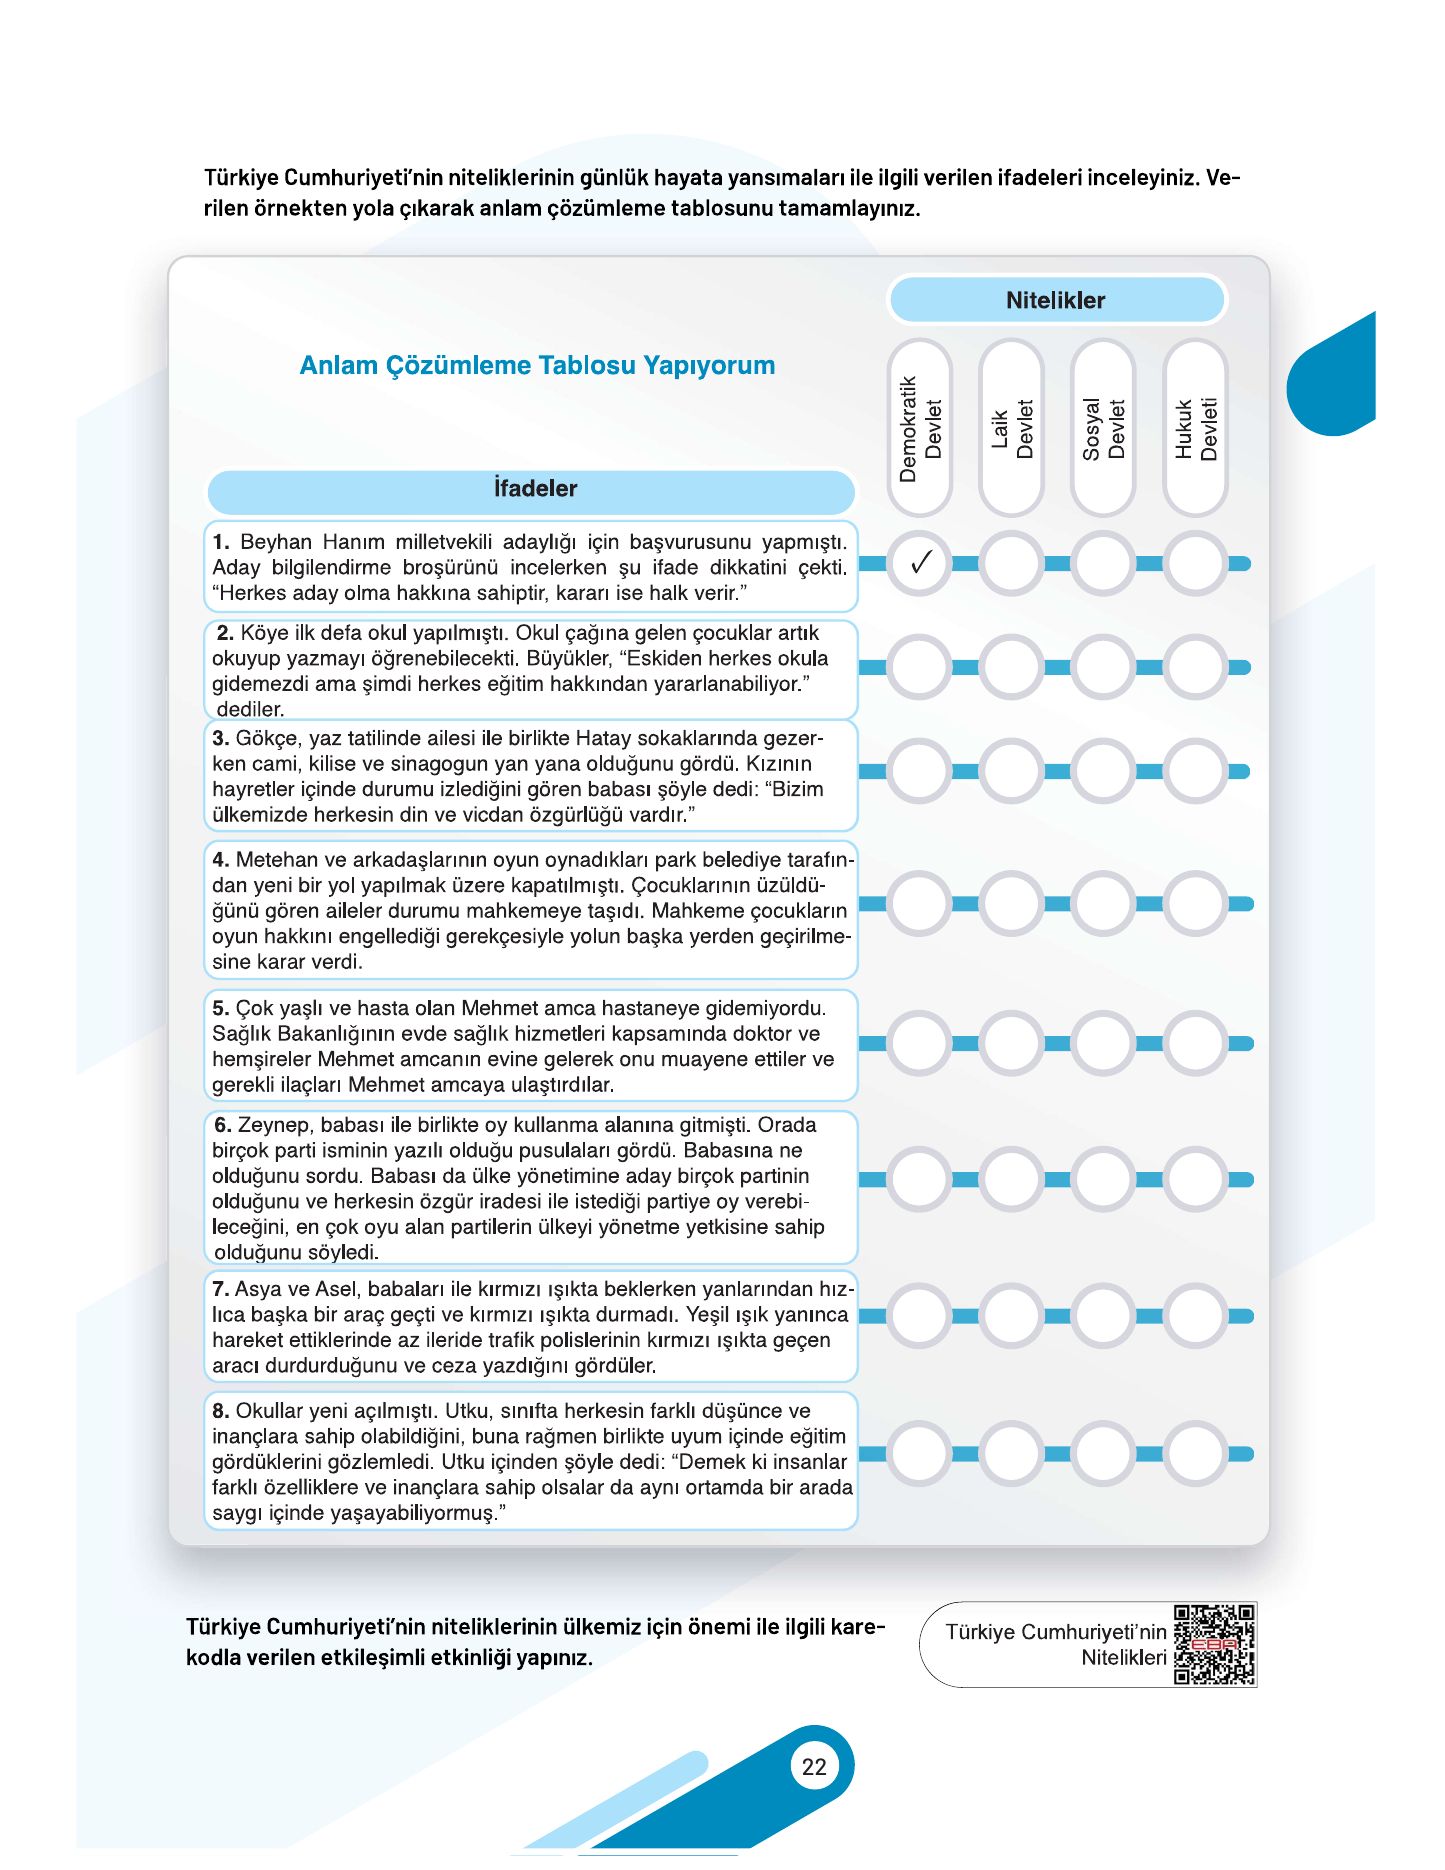 Türkiye Cumhuriyeti’nin niteliklerinin günlük hayata yansımaları ile ilgili verilen ifadeleri inceleyiniz. Ve-
rilen örnekten yola çıkarak anlam çözümleme tablosunu tamamlayınız.
Nitelikler
Anlam Çözümleme Tablosu Yapıyorum
Demokratik
Devlet
Laik
Devlet
Sosyal
Devlet
Hukuk
Devleti
İfadeler
1. Beyhan Hanım milletvekili adaylığı için başvurusunu yapmıştı.
Aday bilgilendirme broşürünü incelerken şu ifade dikkatini çekti.
“Herkes aday olma hakkına sahiptir, kararı ise halk verir.”
✓
2. Köye ilk defa okul yapılmıştı. Okul çağına gelen çocuklar artık
okuyup yazmayı öğrenebilecekti. Büyükler, “Eskiden herkes okula
gidemezdi ama şimdi herkes eğitim hakkından yararlanabiliyor.”
dediler.
3. Gökçe, yaz tatilinde ailesi ile birlikte Hatay sokaklarında gezer-
ken cami, kilise ve sinagogun yan yana olduğunu gördü. Kızının
hayretler içinde durumu izlediğini gören babası şöyle dedi: “Bizim
ülkemizde herkesin din ve vicdan özgürlüğü vardır.”
4. Metehan ve arkadaşlarının oyun oynadıkları park belediye tarafın-
dan yeni bir yol yapılmak üzere kapatılmıştı. Çocuklarının üzüldü-
ğünü gören aileler durumu mahkemeye taşıdı. Mahkeme çocukların
oyun hakkını engellediği gerekçesiyle yolun başka yerden geçirilme-
sine karar verdi.
5. Çok yaşlı ve hasta olan Mehmet amca hastaneye gidemiyordu.
Sağlık Bakanlığının evde sağlık hizmetleri kapsamında doktor ve
hemşireler Mehmet amcanın evine gelerek onu muayene ettiler ve
gerekli ilaçları Mehmet amcaya ulaştırdılar.
6. Zeynep, babası ile birlikte oy kullanma alanına gitmişti. Orada
birçok parti isminin yazılı olduğu pusulaları gördü. Babasına ne
olduğunu sordu. Babası da ülke yönetimine aday birçok partinin
olduğunu ve herkesin özgür iradesi ile istediği partiye oy verebi-
leceğini, en çok oyu alan partilerin ülkeyi yönetme yetkisine sahip
olduğunu söyledi.
7. Asya ve Asel, babaları ile kırmızı ışıkta beklerken yanlarından hız-
lıca başka bir araç geçti ve kırmızı ışıkta durmadı. Yeşil ışık yanınca
hareket ettiklerinde az ileride trafik polislerinin kırmızı ışıkta geçen
aracı durdurduğunu ve ceza yazdığını gördüler.
8. Okullar yeni açılmıştı. Utku, sınıfta herkesin farklı düşünce ve
inançlara sahip olabildiğini, buna rağmen birlikte uyum içinde eğitim
gördüklerini gözlemledi. Utku içinden şöyle dedi: “Demek ki insanlar
farklı özelliklere ve inançlara sahip olsalar da aynı ortamda bir arada
saygı içinde yaşayabiliyormuş.”
Türkiye Cumhuriyeti’nin niteliklerinin ülkemiz için önemi ile ilgili kare-
kodla verilen etkileşimli etkinliği yapınız.
Türkiye Cumhuriyeti’nin
Nitelikleri
EBA
22